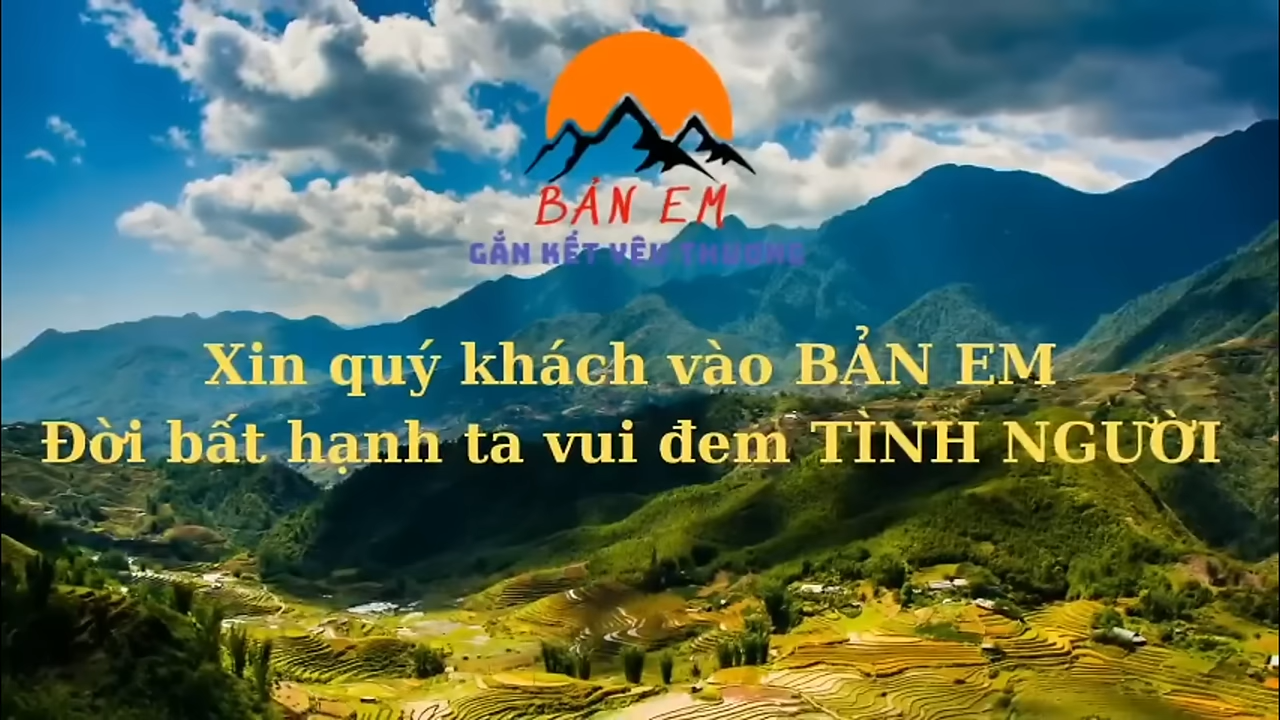 BẢN EM
GẮN KẾT YÊU THƯƠNG
Xin quý khách vào BẢN EM
Đời bất hạnh ta vui đem TÌNH NGƯỜI